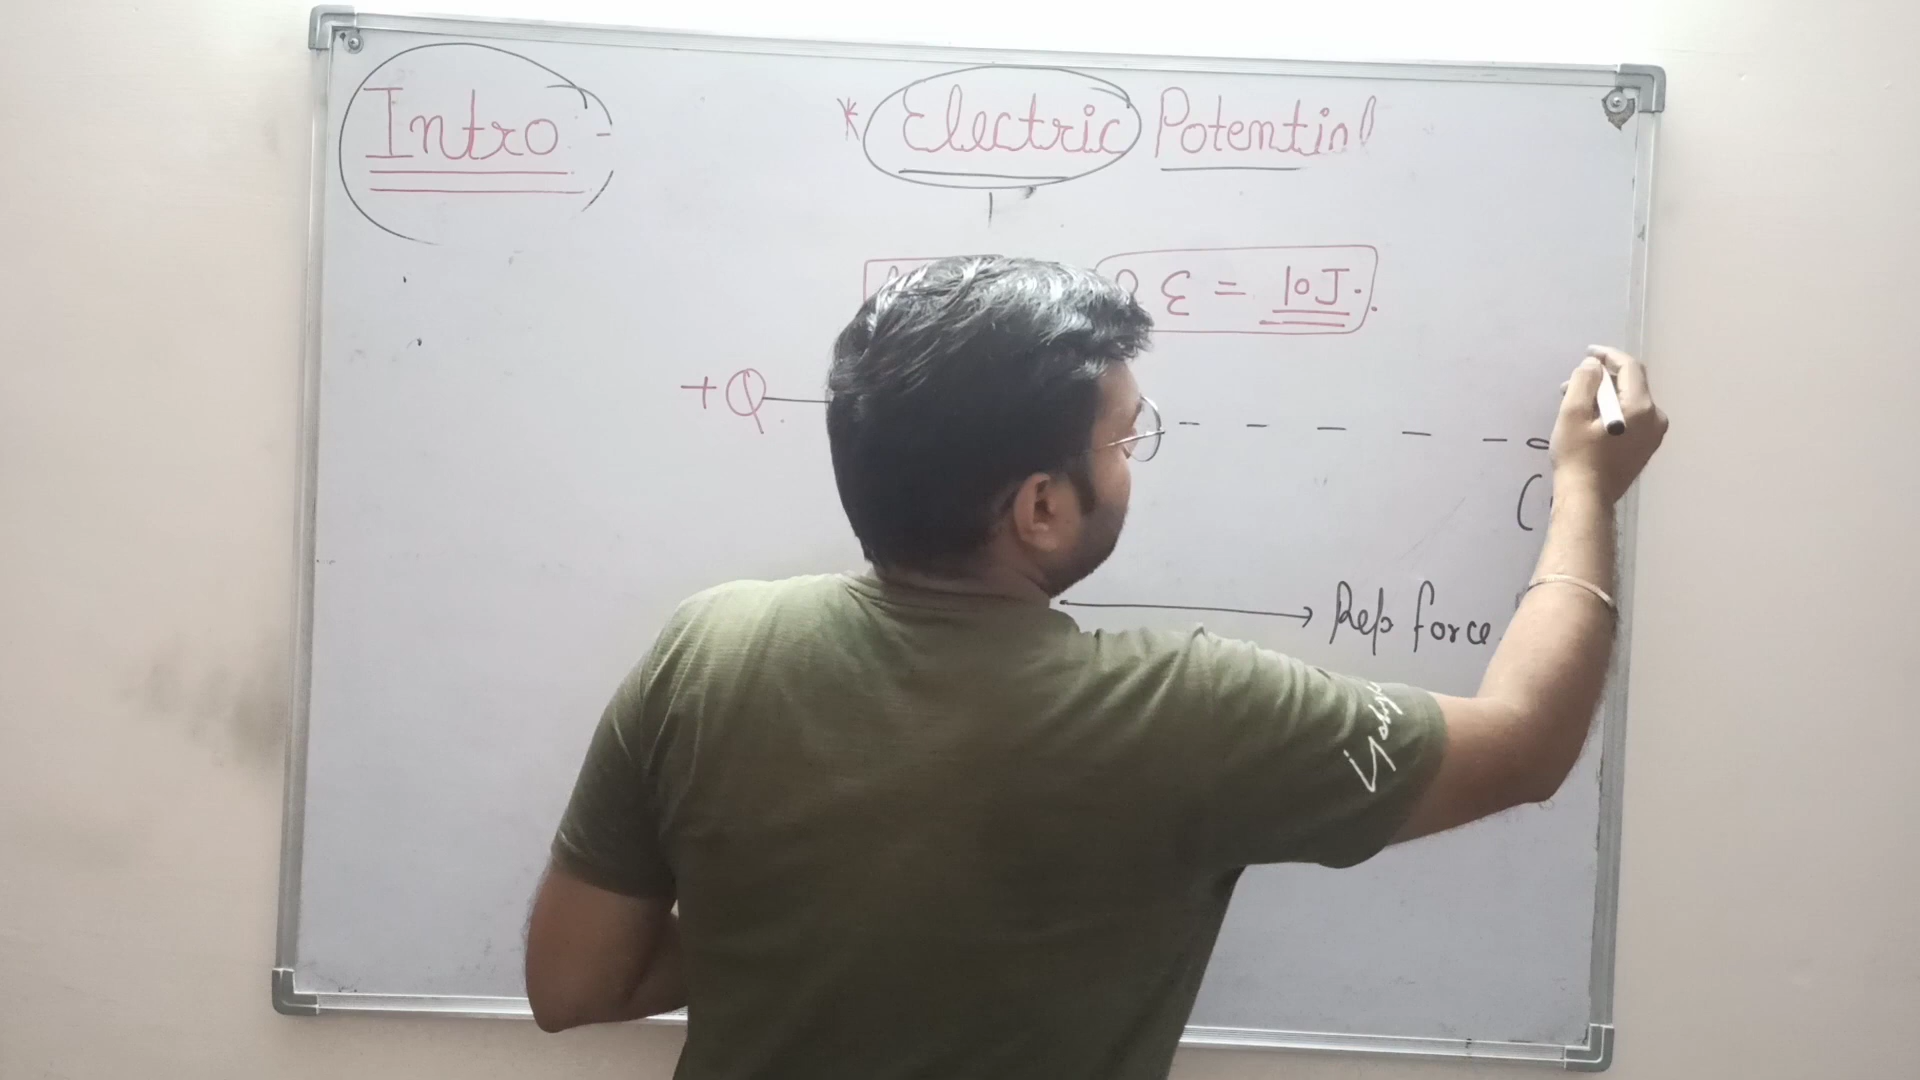 Intro -
* Electric Potential
P Ɛ = 10J.
+Q
Rep force